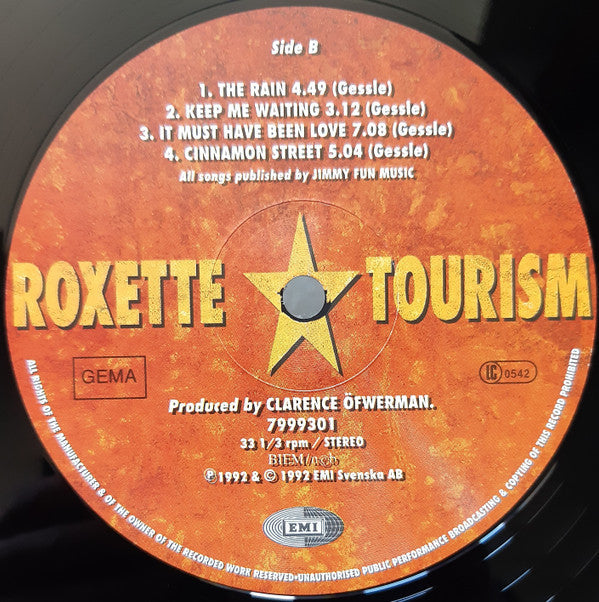 Side B
1. THE RAIN 4.49 (Gessle)
2. KEEP ME WAITING 3.12 (Gessle)
3. IT MUST HAVE BEEN LOVE 7.08 (Gessle)
4. CINNAMON STREET 5.04 (Gessle)
All songs published by JIMMY FUN MUSIC
ROXETTE TOURISM
GEMA
LC 0542
Produced by CLARENCE ÖFWERMAN.
7999301
33 1/3 rpm / STEREO
BIEM/n©b
℗ 1992 & © 1992 EMI Svenska AB
EMI
ALL RIGHTS OF THE MANUFACTURER & OF THE OWNER OF THE RECORDED WORK RESERVED•UNAUTHORISED PUBLIC PERFORMANCE BROADCASTING & COPYING OF THIS RECORD PROHIBITED